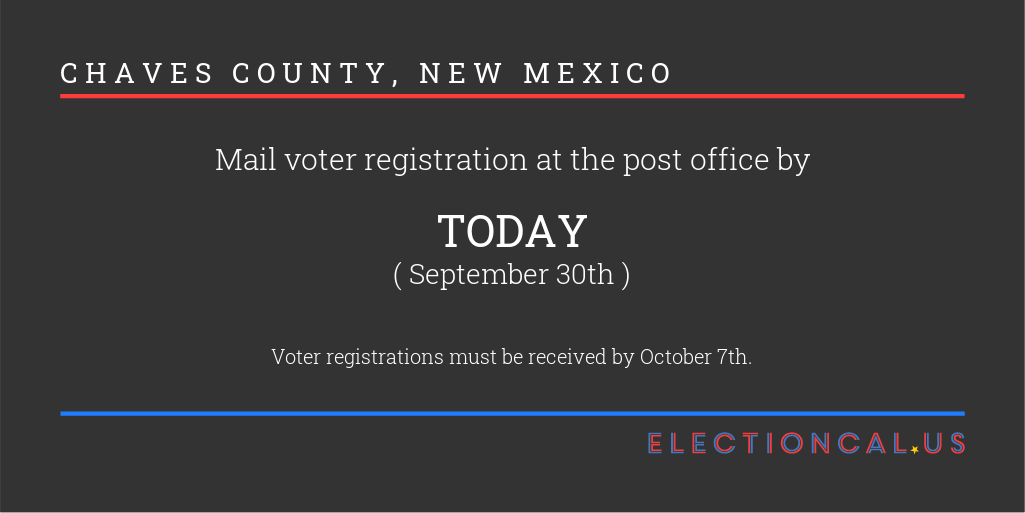 CHAVES COUNTY, NEW MEXICO
Mail voter registration at the post office by
TODAY
( September 30th )
Voter registrations must be received by October 7th.
ELECTIONCAL.US